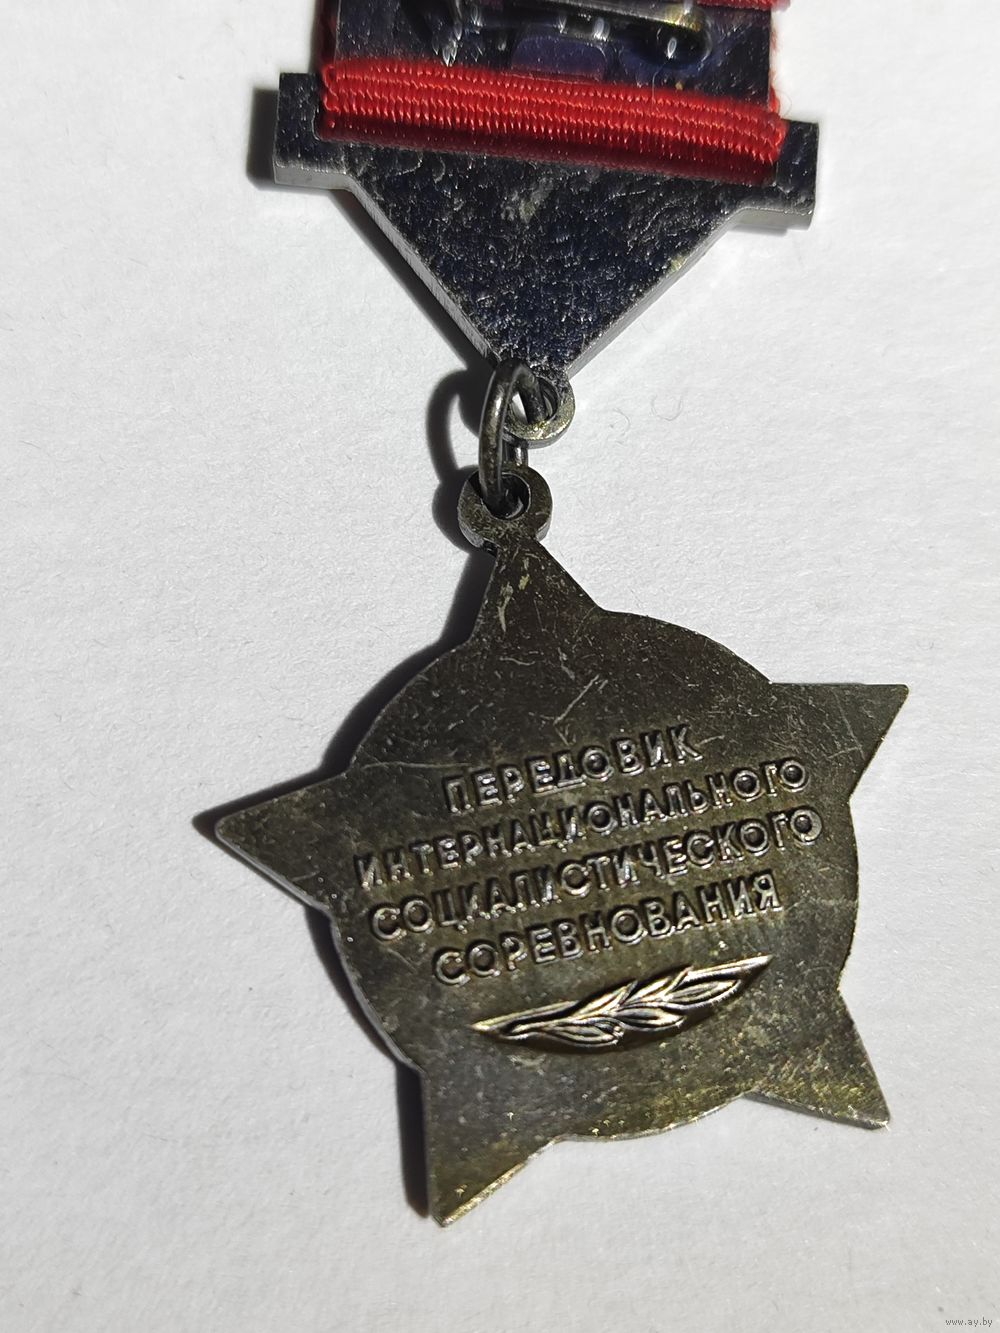 ПЕРЕДОВИК
ИНТЕРНАЦИОНАЛЬНОГО
СОЦИАЛИСТИЧЕСКОГО
СОРЕВНОВАНИЯ
www.ay.by